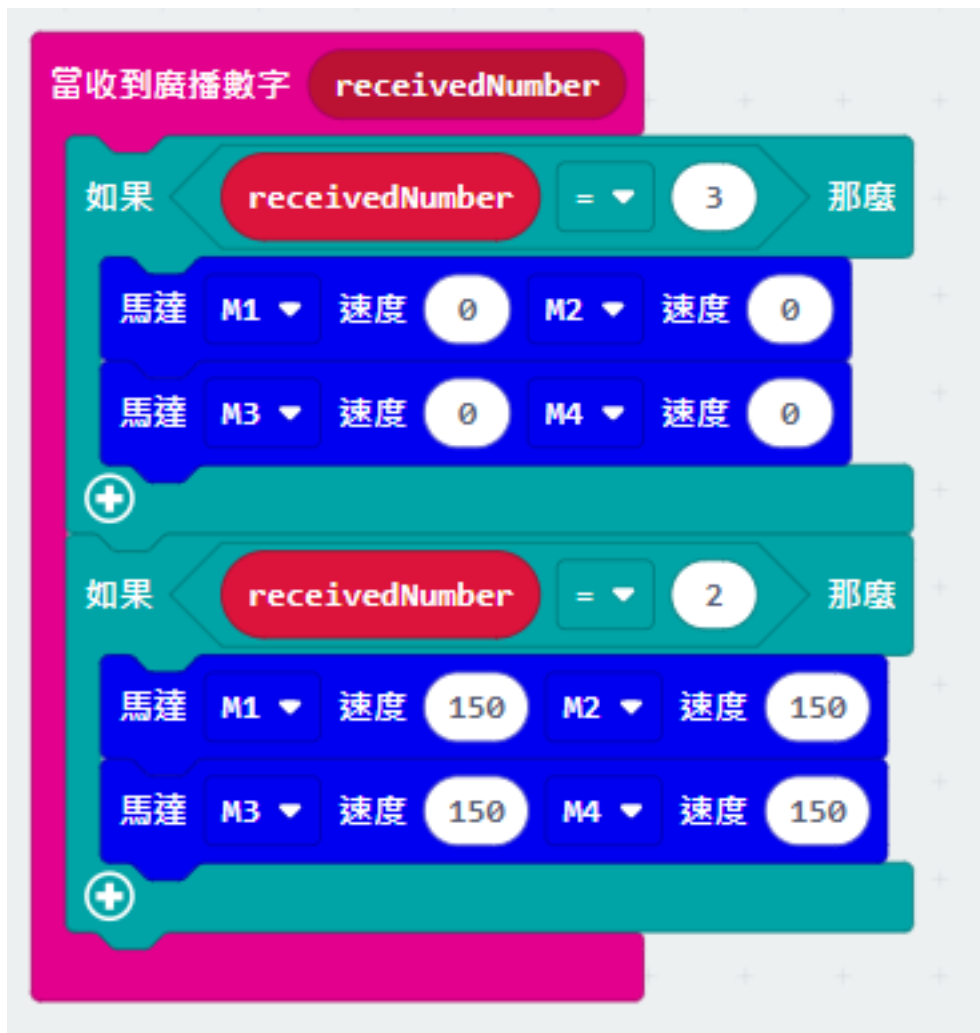 當收到廣播數字 receivedNumber
如果 receivedNumber = 3 那麼
馬達 M1 速度 0 M2 速度 0
馬達 M3 速度 0 M4 速度 0
如果 receivedNumber = 2 那麼
馬達 M1 速度 150 M2 速度 150
馬達 M3 速度 150 M4 速度 150